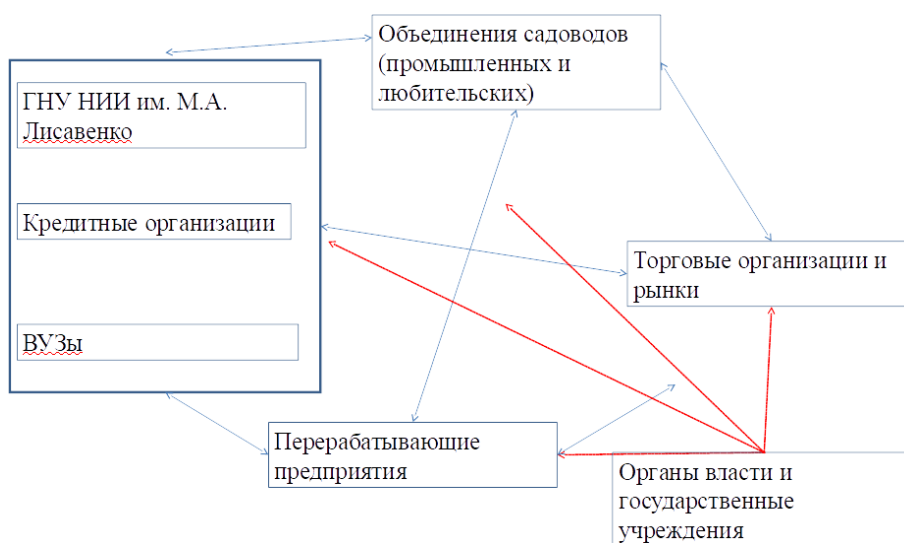 Объединения садоводов
(промышленных и
любительских)
ГНУ НИИ им. М.А.
Лисавенко
Кредитные организации
Торговые организации и
рынки
ВУЗы
Перерабатывающие
предприятия
Органы власти и
государственные
учреждения